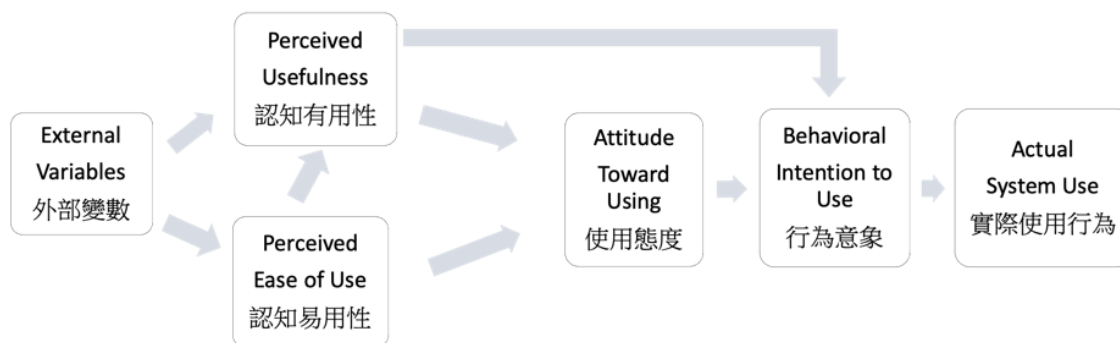 External
Variables
外部變數
Perceived
Usefulness
認知有用性
Perceived
Ease of Use
認知易用性
Attitude
Toward
Using
使用態度
Behavioral
Intention to
Use
行為意象
Actual
System Use
實際使用行為